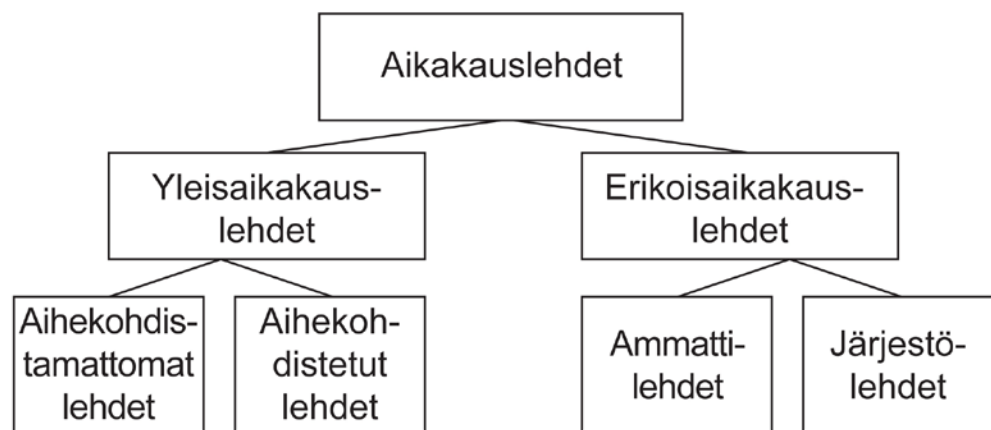 Aikakauslehdet
Yleisaikakaus-
lehdet
Erikoisaikakaus-
lehdet
Aihekohdis-
tamattomat
lehdet
Aihekoh-
distetut
lehdet
Ammatti-
lehdet
Järjestö-
lehdet